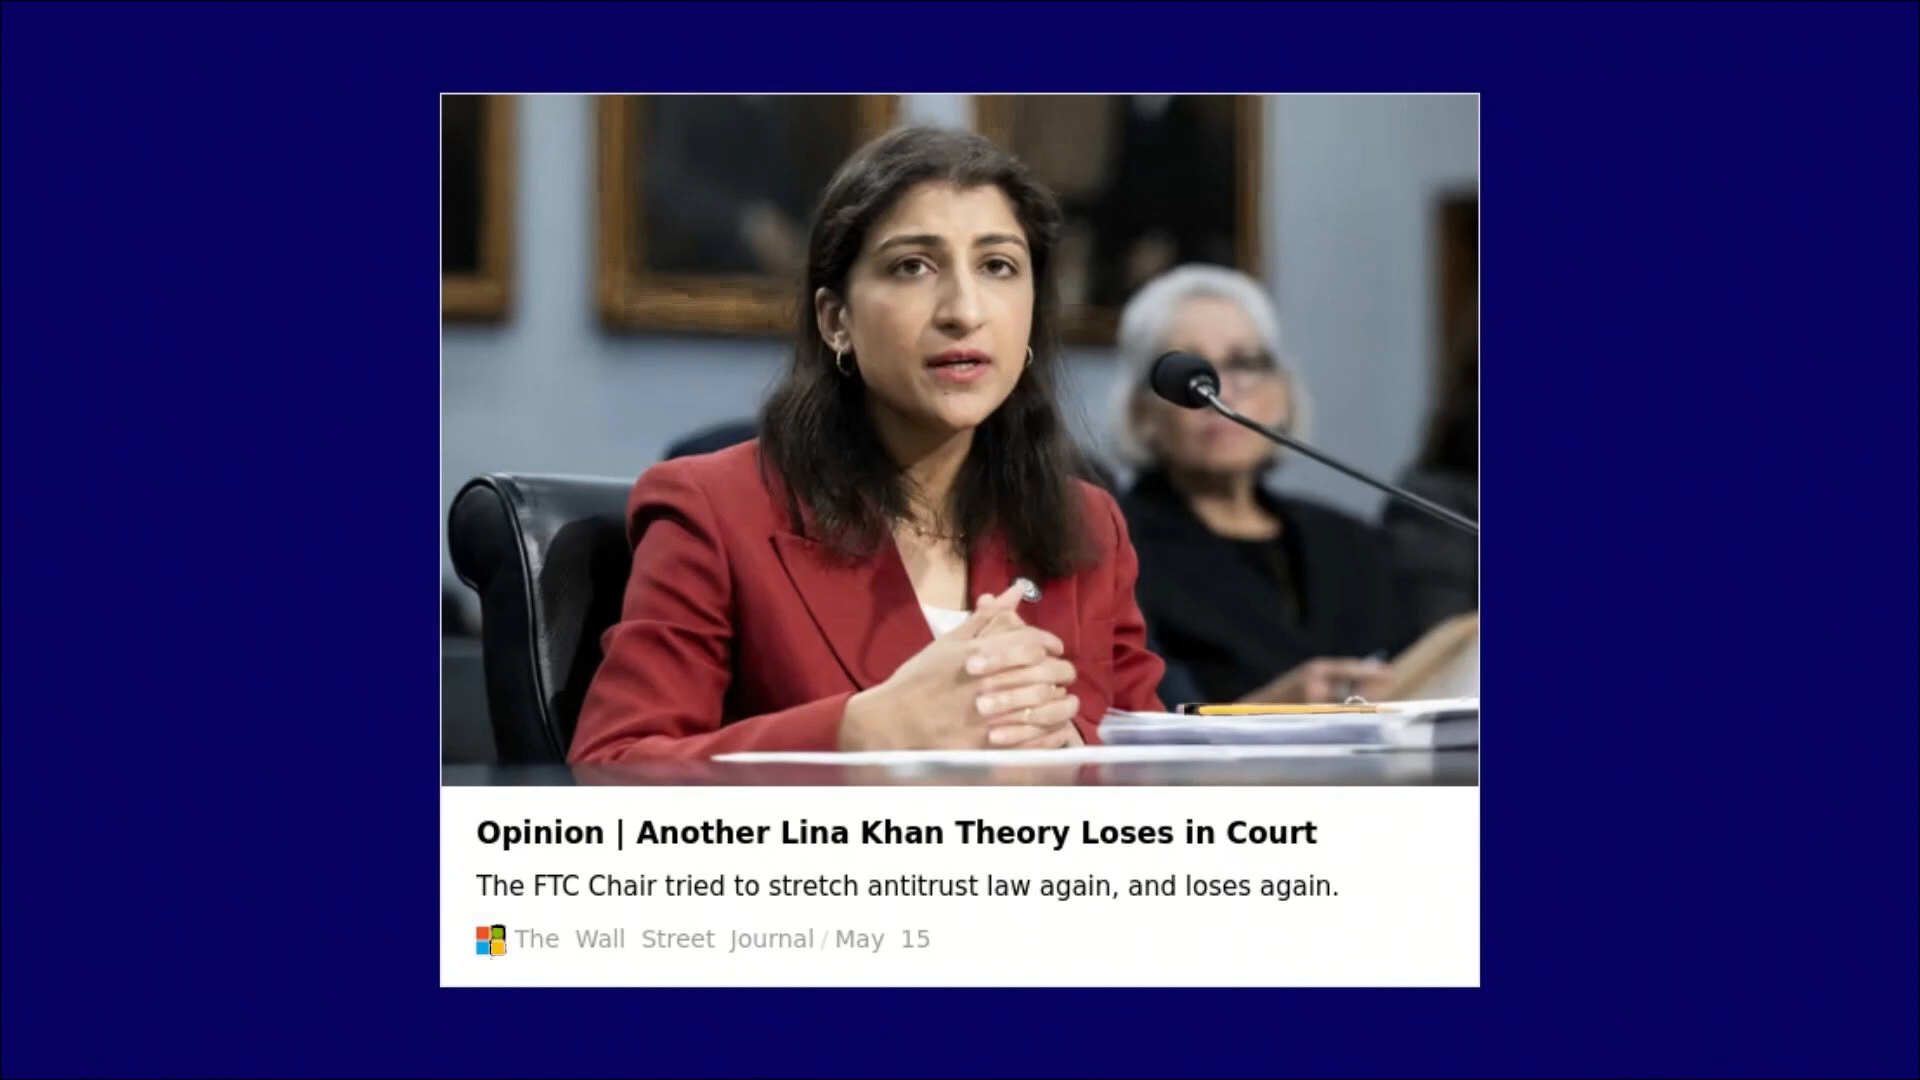 Opinion | Another Lina Khan Theory Loses in Court
The FTC Chair tried to stretch antitrust law again, and loses again.
The Wall Street Journal / May 15